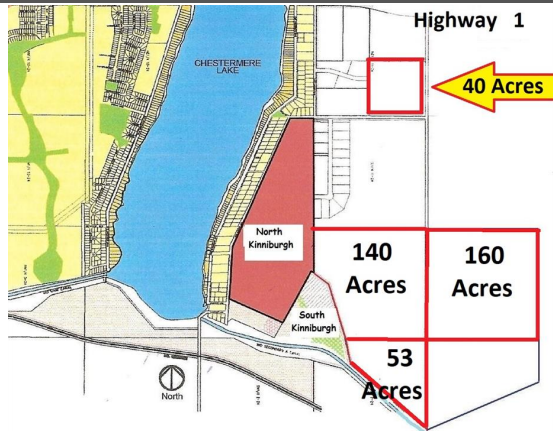 Highway 1
CHESTERMERE
LAKE
40 Acres
North
Kinniburgh
140
Acres
160
Acres
South
Kinniburgh
53
Acres
North